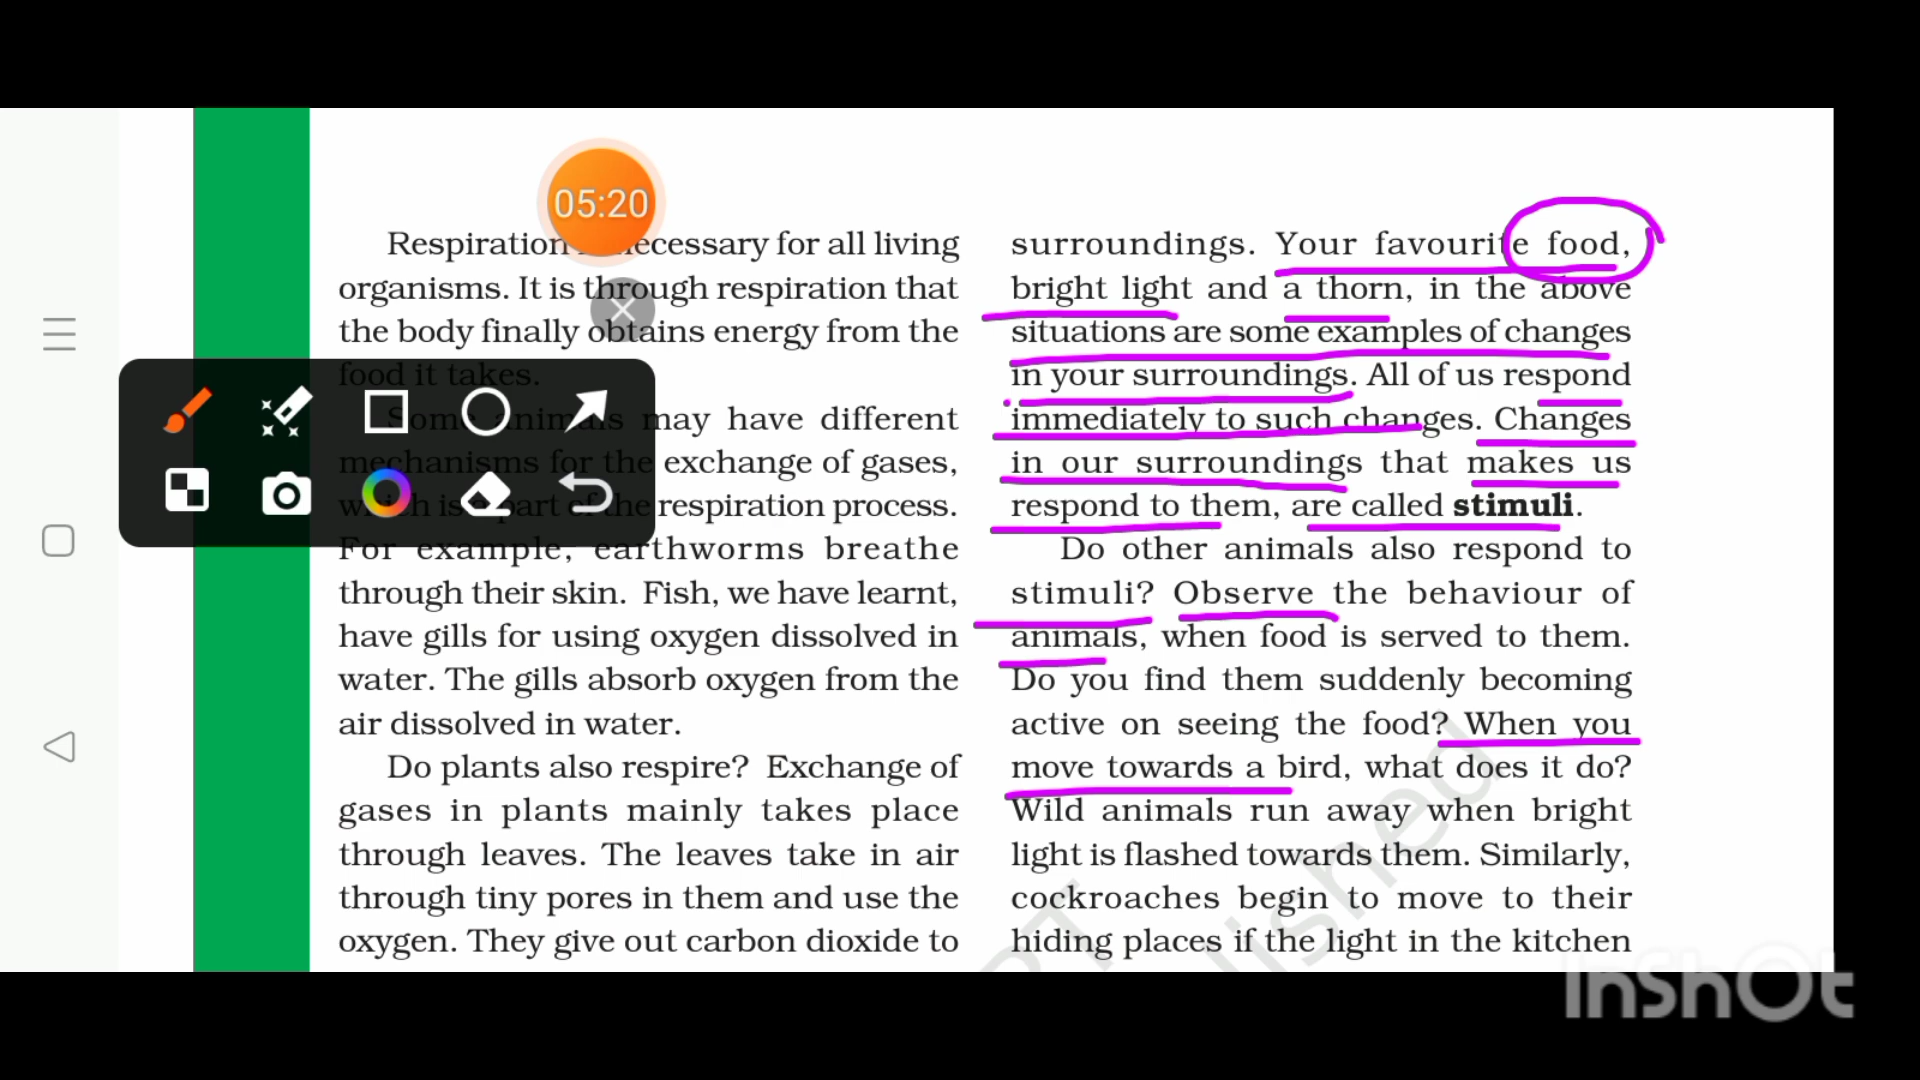 05:20
Respiration ecessary for all living
organisms. It is through respiration that
the body finally obtains energy from the
food it takes.
Some animals may have different
mechanisms for the exchange of gases,
which is a part of the respiration process.
For example, earthworms breathe
through their skin. Fish, we have learnt,
have gills for using oxygen dissolved in
water. The gills absorb oxygen from the
air dissolved in water.
Do plants also respire? Exchange of
gases in plants mainly takes place
through leaves. The leaves take in air
through tiny pores in them and use the
oxygen. They give out carbon dioxide to
surroundings. Your favourite food,
bright light and a thorn, in the above
situations are some examples of changes
in your surroundings. All of us respond
immediately to such changes. Changes
in our surroundings that makes us
respond to them, are called stimuli.
Do other animals also respond to
stimuli? Observe the behaviour of
animals, when food is served to them.
Do you find them suddenly becoming
active on seeing the food? When you
move towards a bird, what does it do?
Wild animals run away when bright
light is flashed towards them. Similarly,
cockroaches begin to move to their
hiding places if the light in the kitchen
InShOt